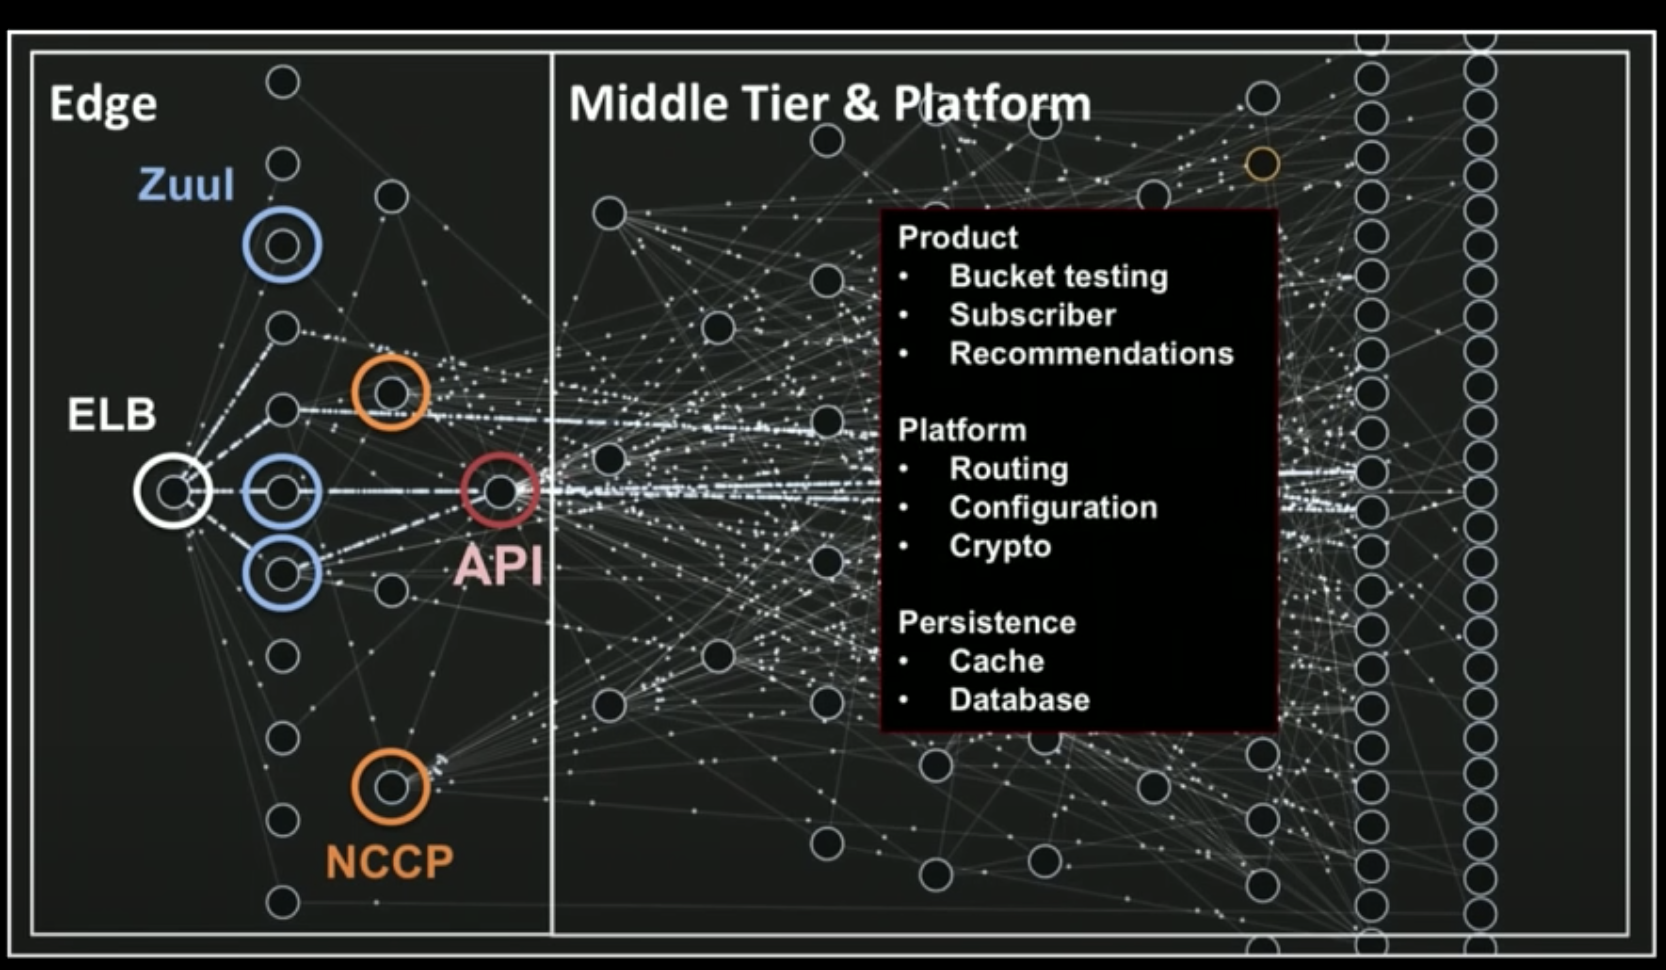 Edge
Middle Tier & Platform
Zuul
ELB
API
NCCP
Product
• Bucket testing
• Subscriber
• Recommendations
Platform
• Routing
• Configuration
• Crypto
Persistence
• Cache
• Database